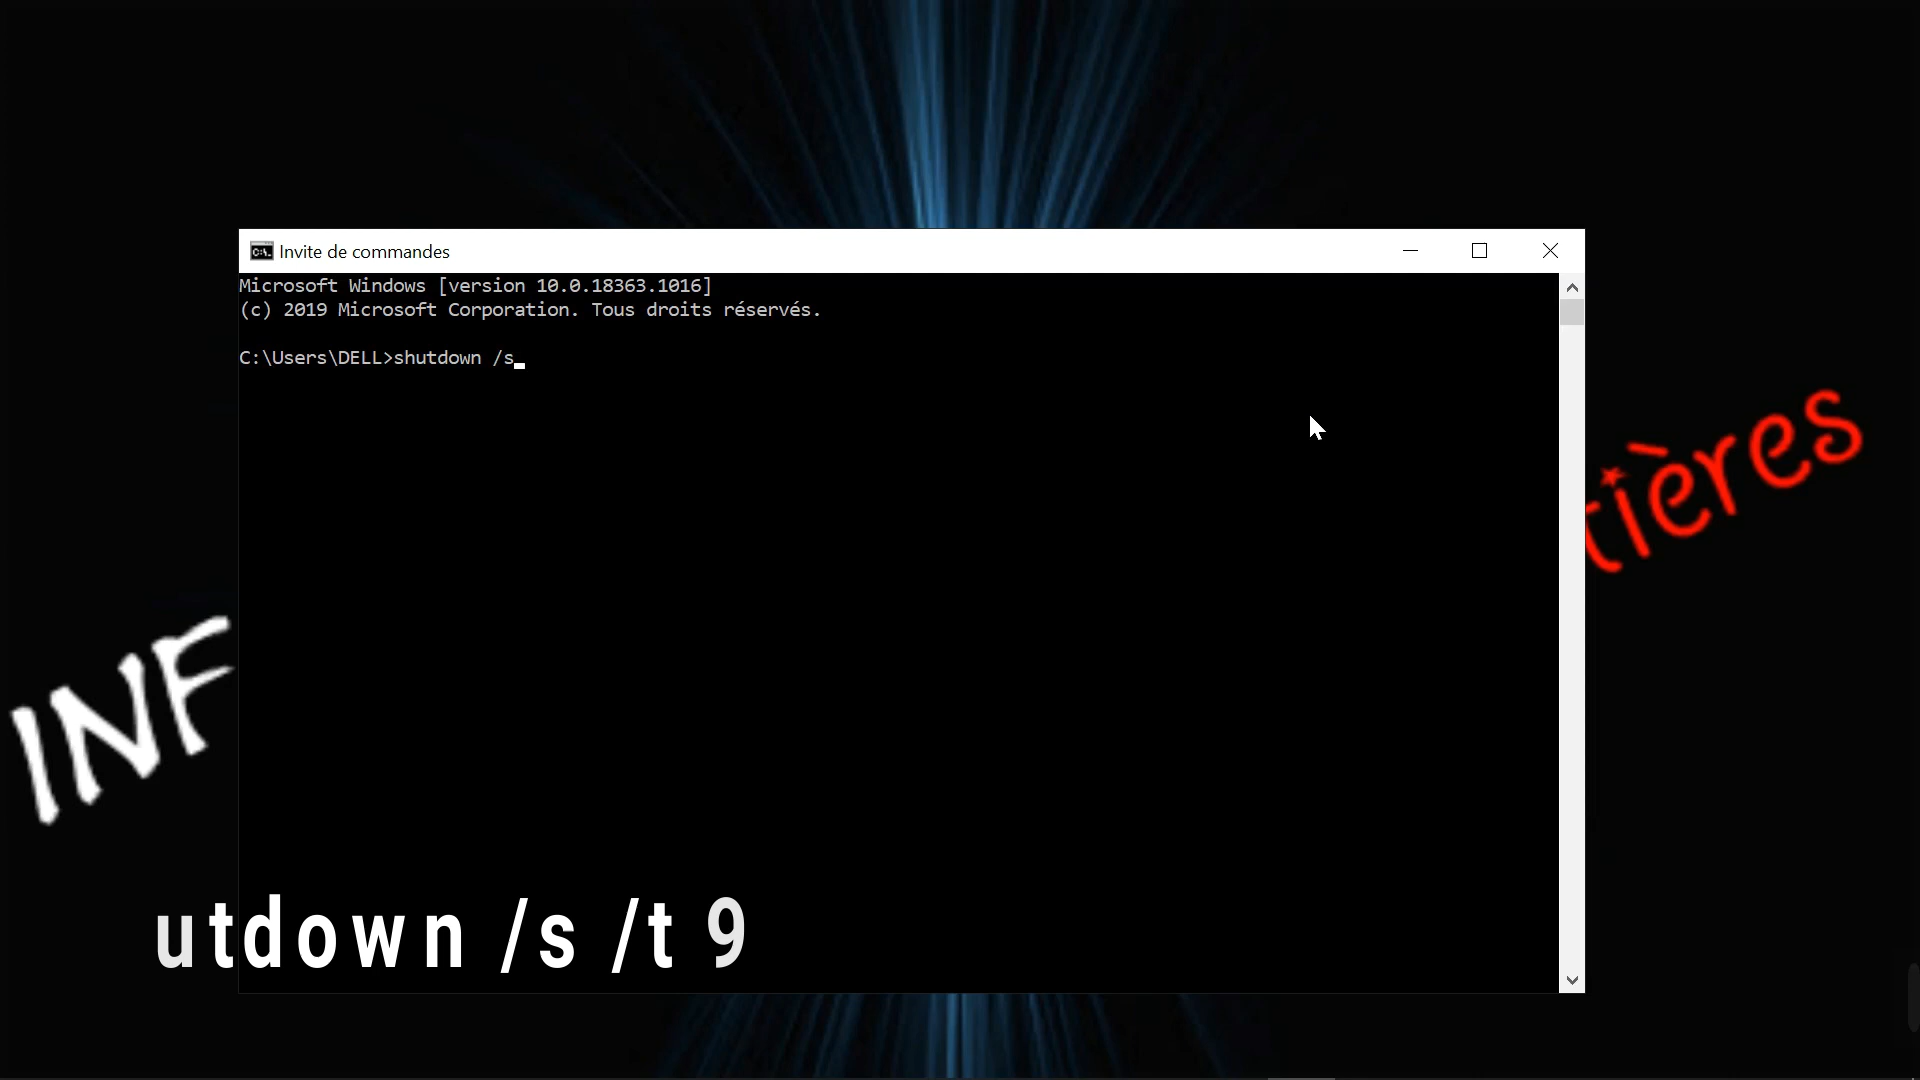 Invite de commandes
Microsoft Windows [version 10.0.18363.1016]
(c) 2019 Microsoft Corporation. Tous droits réservés.
C:\Users\DELL>shutdown /s
tières
INF
utdown /s /t 9